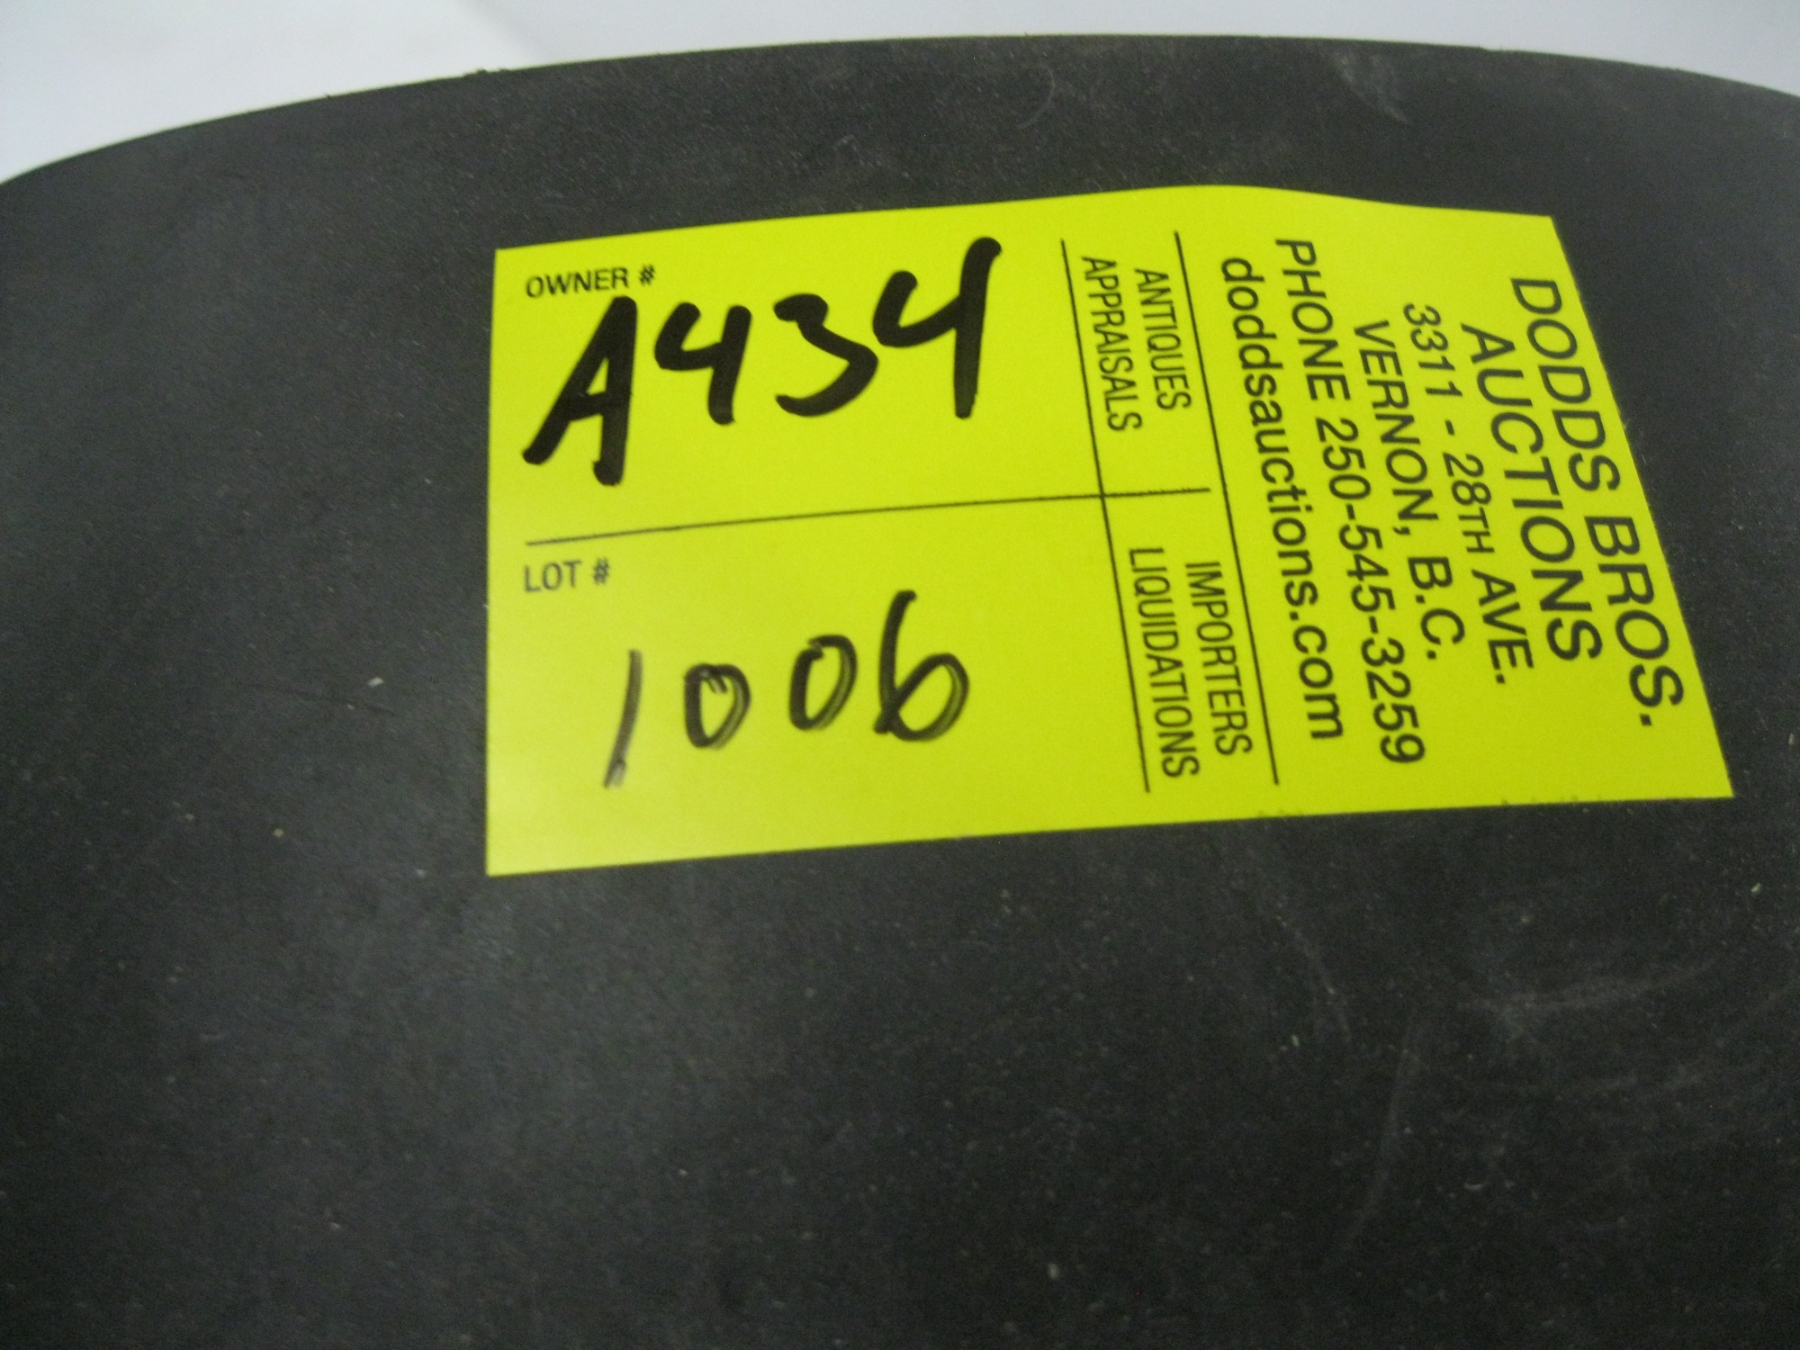 OWNER #
A434
LOT #
1006
ANTIQUES
APPRAISALS
IMPORTERS
LIQUIDATIONS
DODDS BROS.
AUCTIONS
3311 - 28TH AVE.
VERNON, B.C.
PHONE 250-545-3259
doddsauctions.com